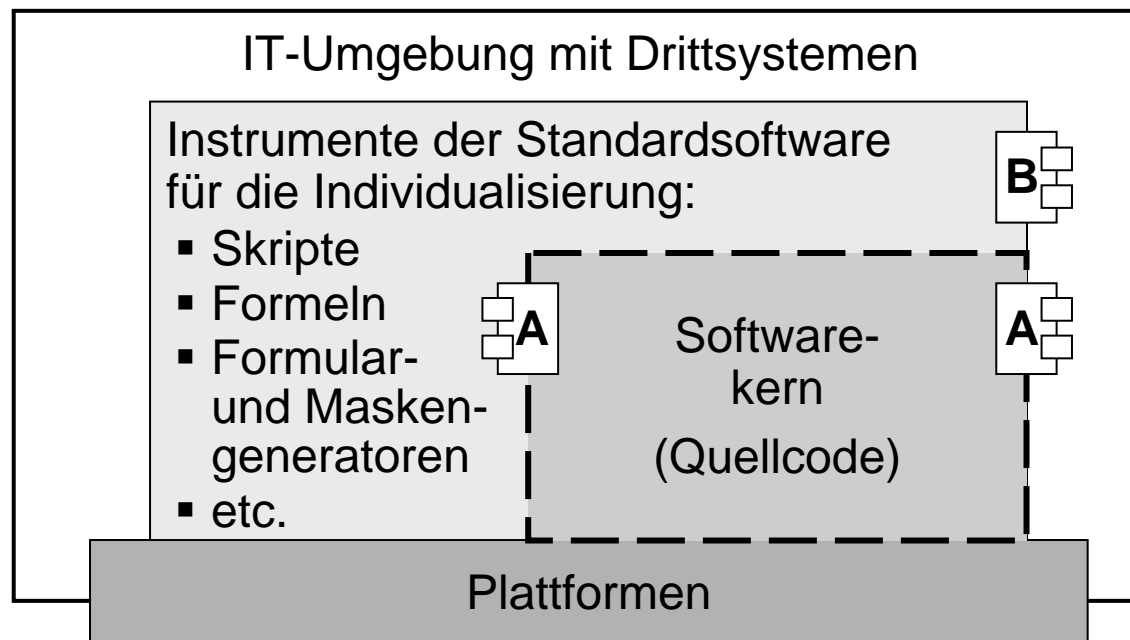 IT-Umgebung mit Drittsystemen
Instrumente der Standardsoftware
für die Individualisierung:
▪ Skripte
▪ Formeln
▪ Formular-
und Masken-
generatoren
▪ etc.
B
A
Software-
kern
(Quellcode)
A
Plattformen